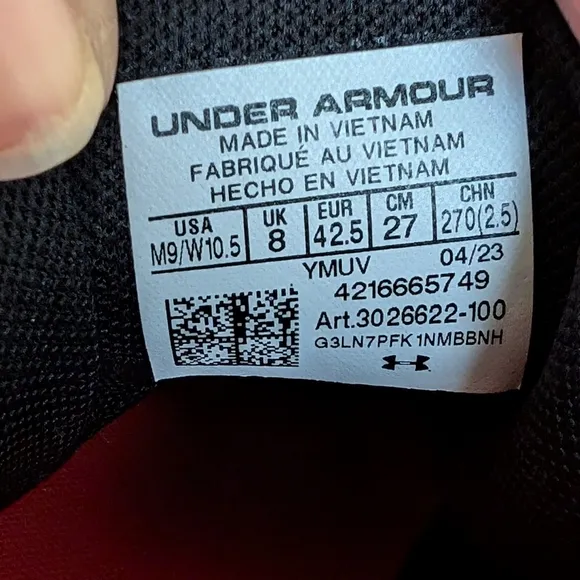 UNDER ARMOUR
MADE IN VIETNAM
FABRIQUÉ AU VIETNAM
HECHO EN VIETNAM
USA UK EUR CM CHN
M9/W10.5 8 42.5 27 270(2.5)
YMUV 04/23
4216665749
Art.3026622-100
G3LN7PFK1NMBBNH